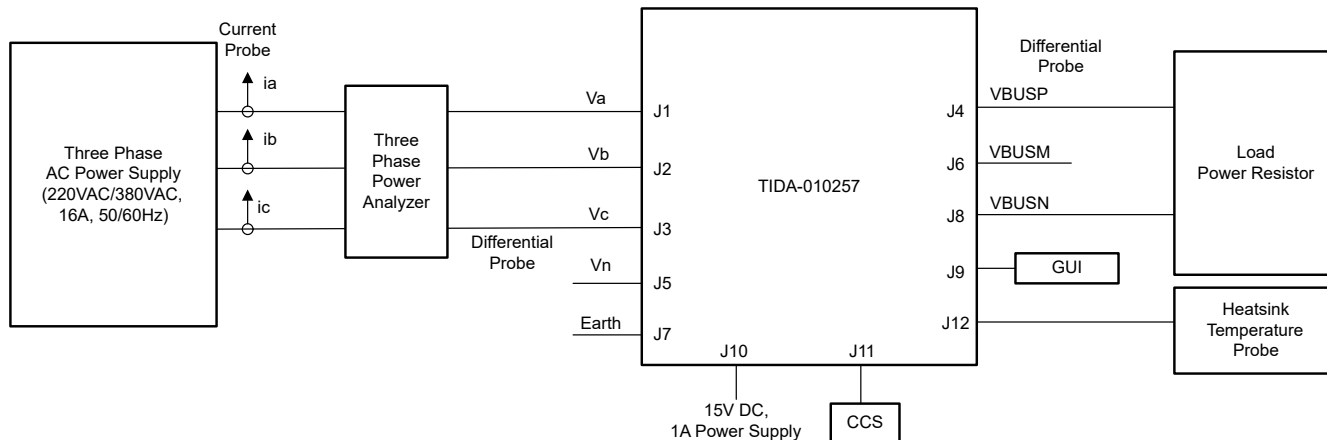 Current
Probe
ia
ib
ic
Three Phase
AC Power Supply
(220VAC/380VAC,
16A, 50/60Hz)
Three
Phase
Power
Analyzer
Va
Vb
Vc
Differential
Probe
Vn
Earth
J1
J2
J3
J5
J7
TIDA-010257
J4
J6
J8
J9
J12
J10
J11
15V DC,
1A Power Supply
CCS
Differential
Probe
VBUSP
VBUSM
VBUSN
GUI
Load
Power Resistor
Heatsink
Temperature
Probe